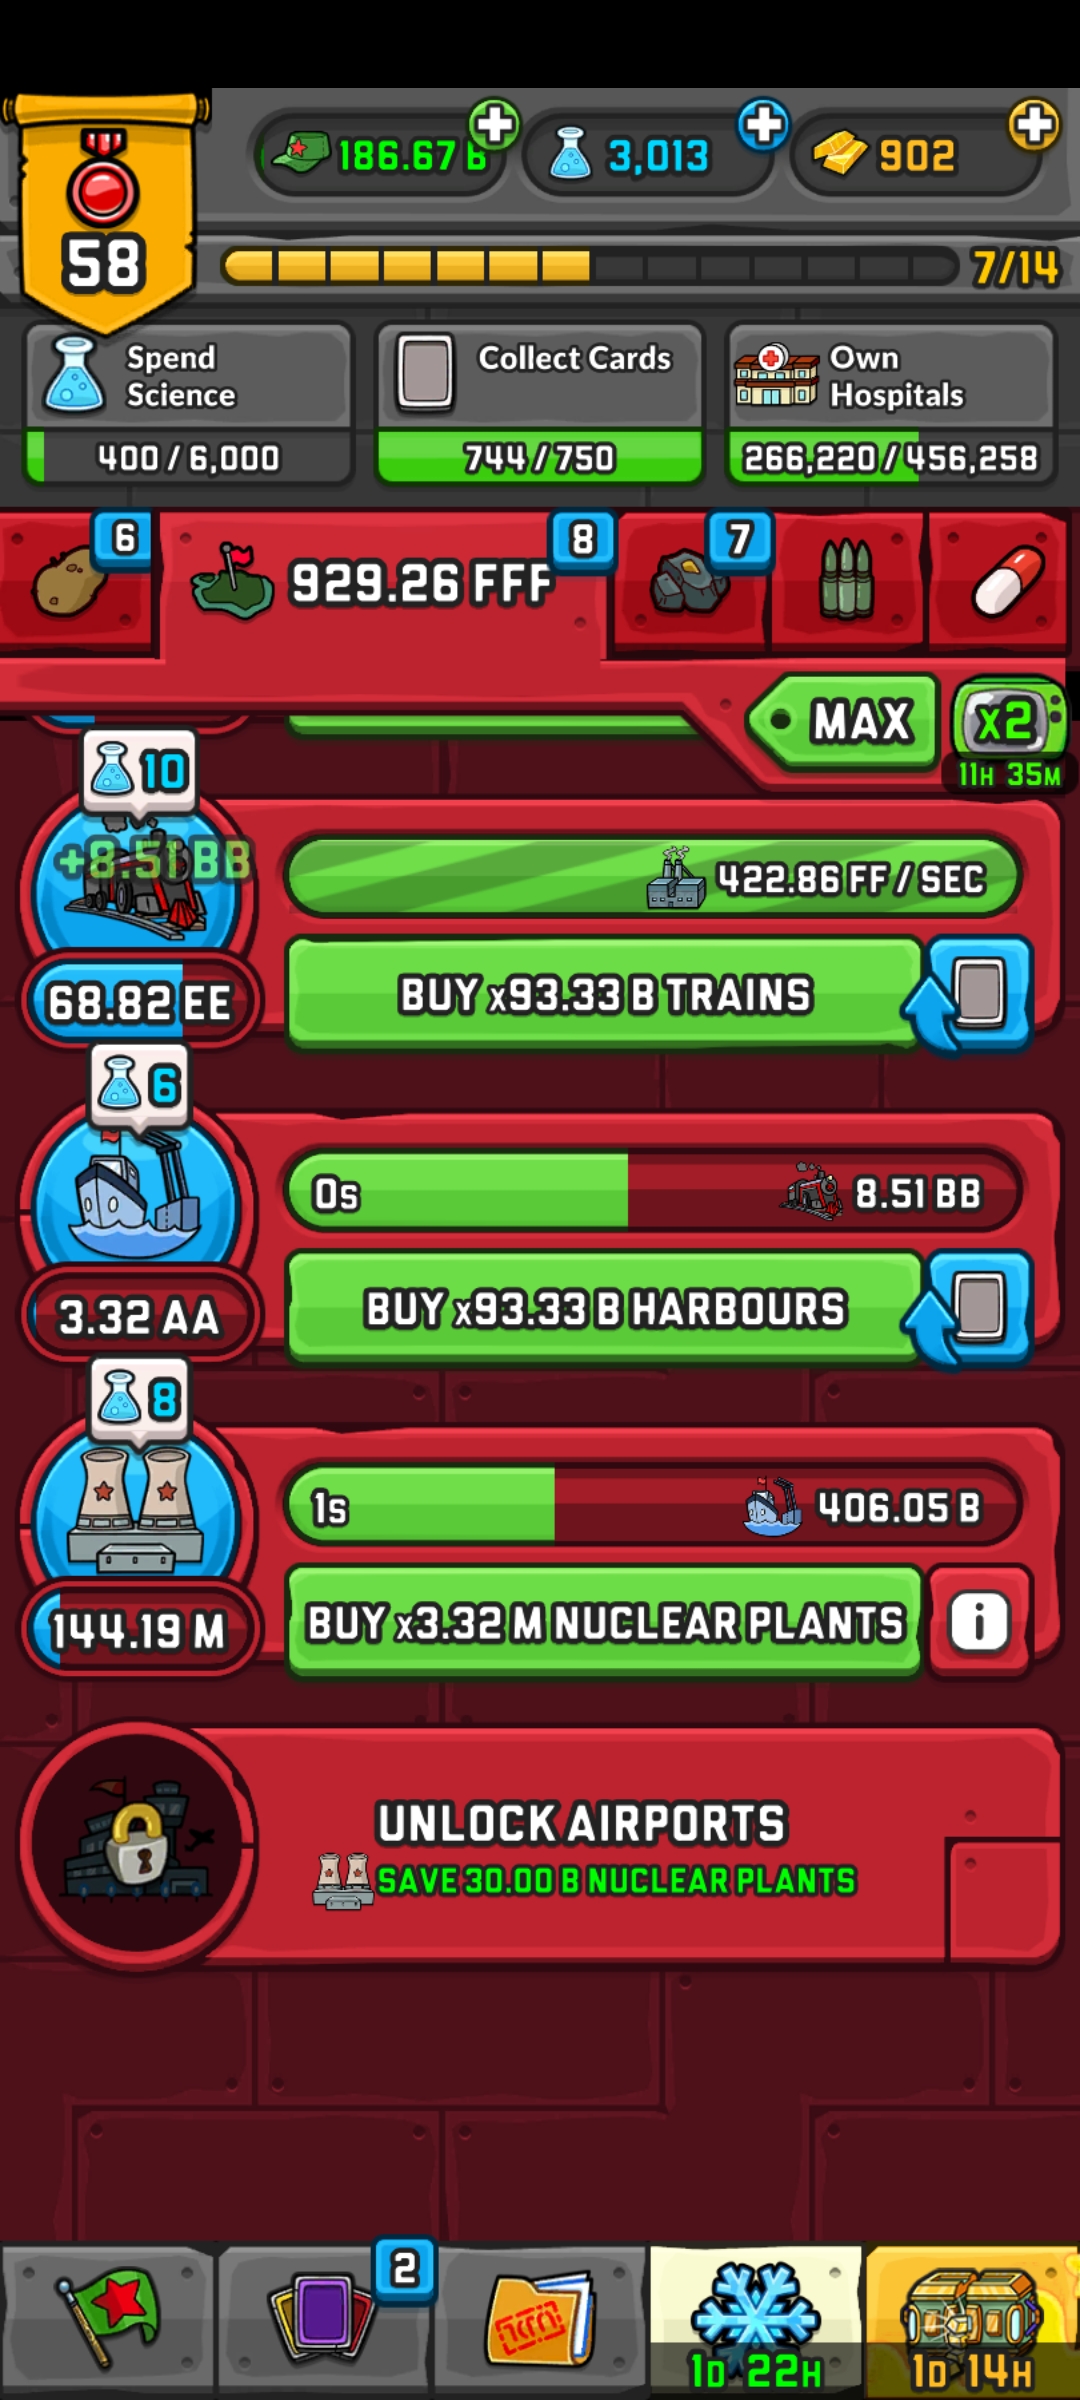 58
186.67 B
3,013
902
7/14
Spend
Science
400 / 6,000
Collect Cards
744 / 750
Own
Hospitals
266,220 / 456,258
6
929.26 FFF
8
7
MAX
x2
11H 35M
10
+8.51 BB
422.86 FF / SEC
68.82 EE
BUY x93.33 B TRAINS
6
0s
8.51 BB
3.32 AA
BUY x93.33 B HARBOURS
8
1s
406.05 B
144.19 M
BUY x3.32 M NUCLEAR PLANTS
i
UNLOCK AIRPORTS
SAVE 30.00 B NUCLEAR PLANTS
2
1D 22H
1D 14H